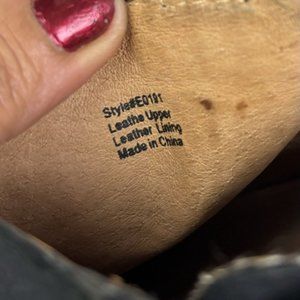 Style#E0191
Leathe Upper
Leather Lining
Made in China